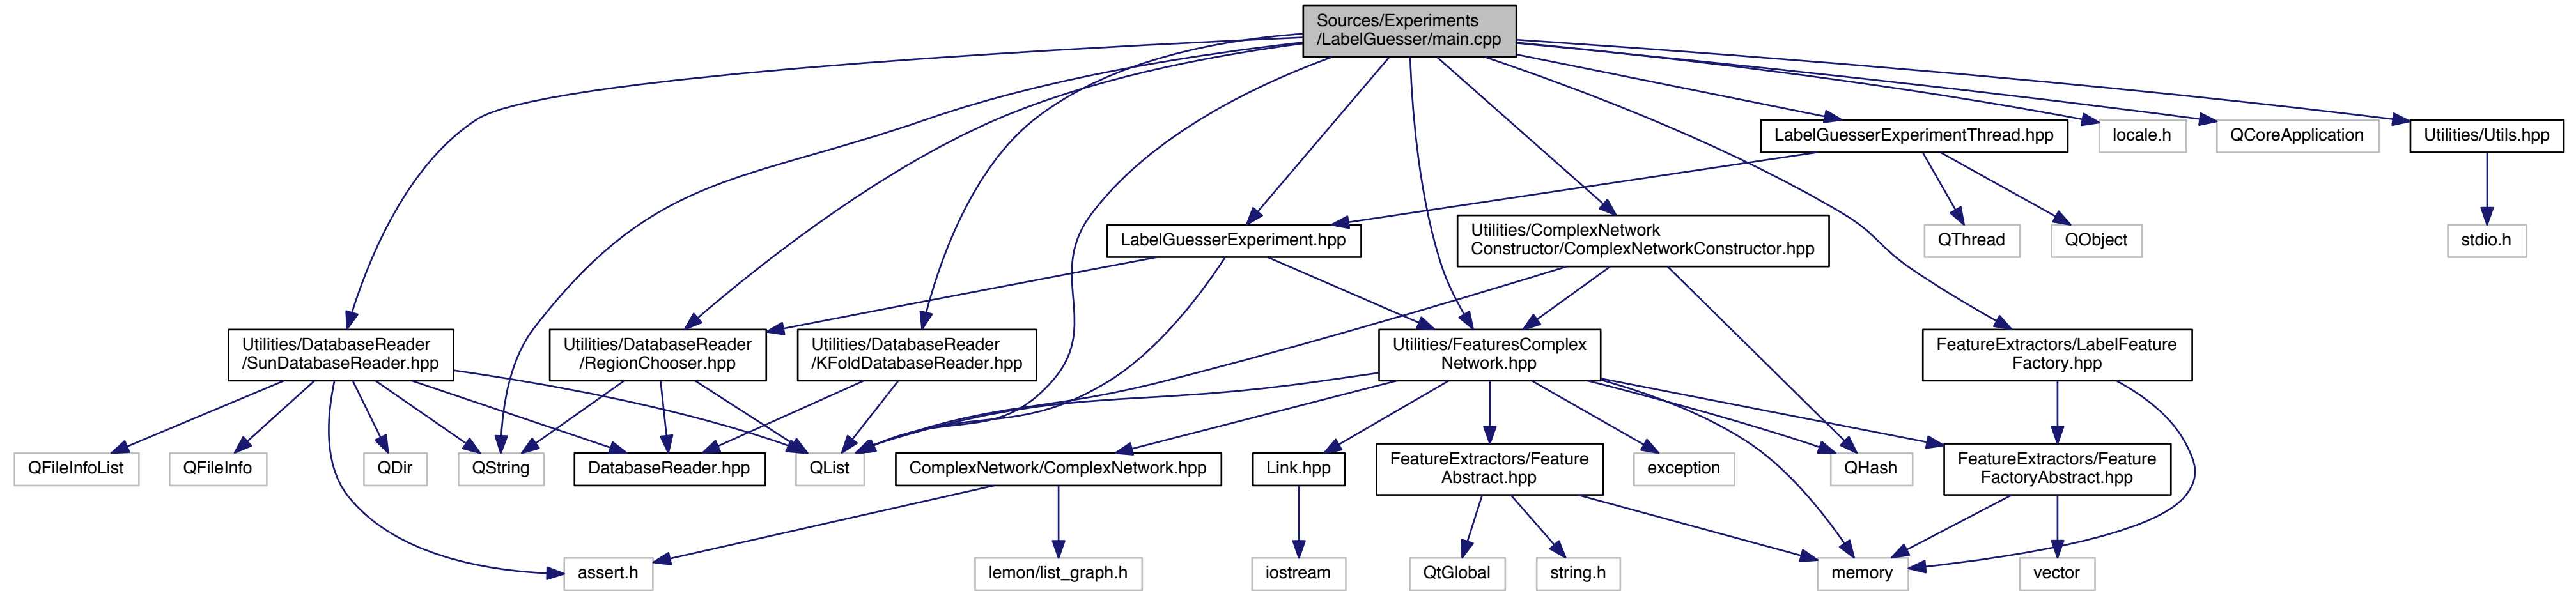 Sources/Experiments
/LabelGuesser/main.cpp
LabelGuesserExperimentThread.hpp
locale.h
QCoreApplication
Utilities/Utils.hpp
LabelGuesserExperiment.hpp
Utilities/ComplexNetwork
Constructor/ComplexNetworkConstructor.hpp
QThread
QObject
stdio.h
Utilities/DatabaseReader
/SunDatabaseReader.hpp
Utilities/DatabaseReader
/RegionChooser.hpp
Utilities/DatabaseReader
/KFoldDatabaseReader.hpp
Utilities/FeaturesComplex
Network.hpp
FeatureExtractors/LabelFeature
Factory.hpp
QFileInfoList
QFileInfo
QDir
QString
DatabaseReader.hpp
QList
ComplexNetwork/ComplexNetwork.hpp
Link.hpp
FeatureExtractors/Feature
Abstract.hpp
exception
QHash
FeatureExtractors/Feature
FactoryAbstract.hpp
assert.h
lemon/list_graph.h
iostream
QtGlobal
string.h
memory
vector